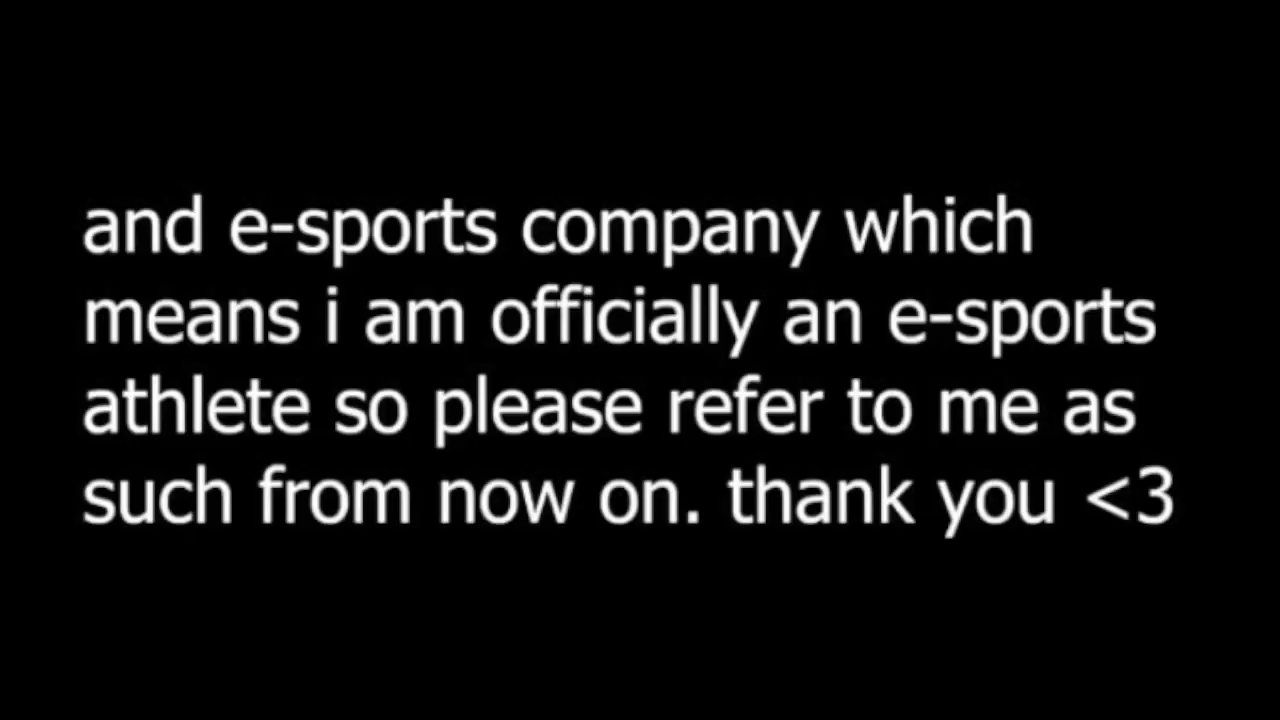 and e-sports company which
means i am officially an e-sports
athlete so please refer to me as
such from now on. thank you <3